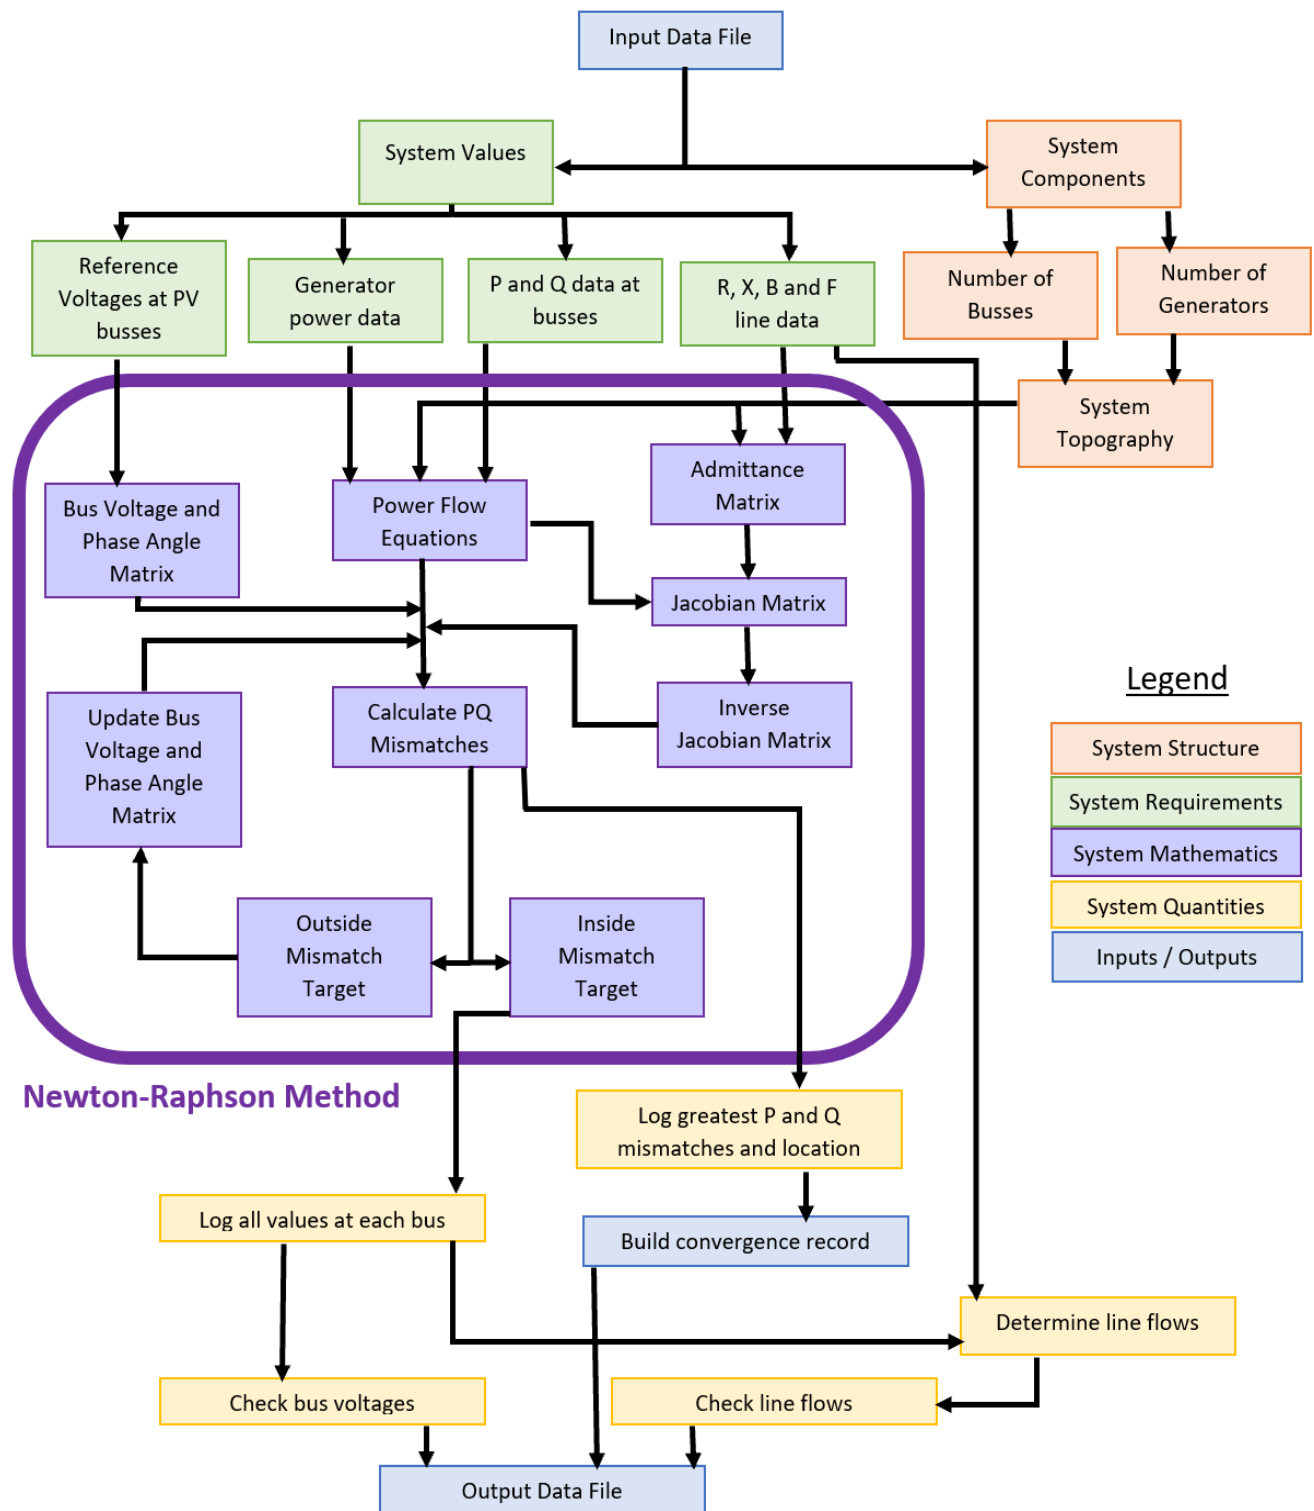 Input Data File
System Values
System
Components
Reference
Voltages at PV
busses
Generator
power data
P and Q data at
busses
R, X, B and F
line data
Number of
Busses
Number of
Generators
System
Topography
Bus Voltage and
Phase Angle
Matrix
Power Flow
Equations
Admittance
Matrix
Jacobian Matrix
Update Bus
Voltage and
Phase Angle
Matrix
Calculate PQ
Mismatches
Inverse
Jacobian Matrix
Outside
Mismatch
Target
Inside
Mismatch
Target
Legend
System Structure
System Requirements
System Mathematics
System Quantities
Inputs / Outputs
Newton-Raphson Method
Log greatest P and Q
mismatches and location
Log all values at each bus
Build convergence record
Determine line flows
Check bus voltages
Check line flows
Output Data File